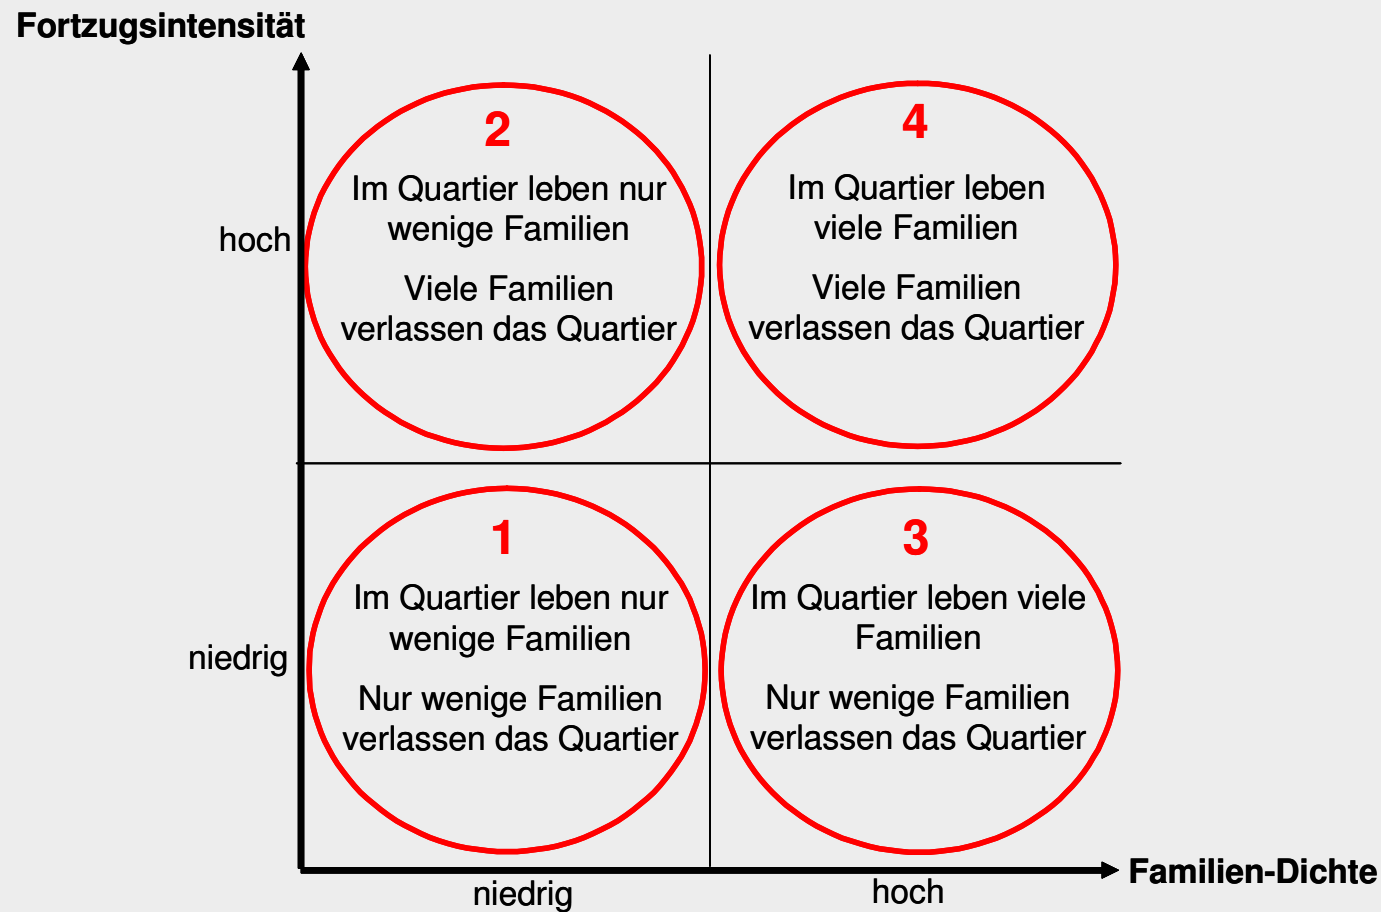 Fortzugsintensität
hoch
2
Im Quartier leben nur
wenige Familien
Viele Familien
verlassen das Quartier
4
Im Quartier leben
viele Familien
Viele Familien
verlassen das Quartier
niedrig
1
Im Quartier leben nur
wenige Familien
Nur wenige Familien
verlassen das Quartier
3
Im Quartier leben viele
Familien
Nur wenige Familien
verlassen das Quartier
niedrig
hoch
Familien-Dichte